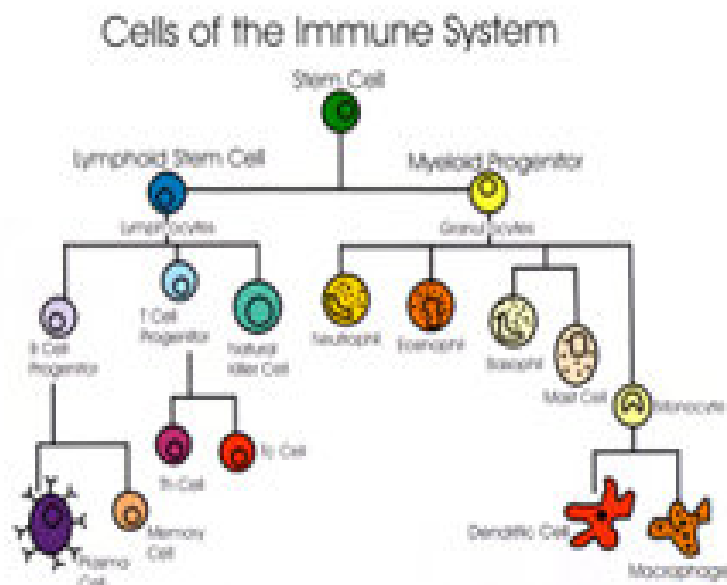 Cells of the Immune System
Stem Cell
Lymphoid Stem Cell
Myeloid Progenitor
Lymphocytes
Granulocytes
B Cell
Progenitor
T Cell
Progenitor
Natural
Killer Cell
Neutrophil
Eosinophil
Basophil
Mast Cell
Monocyte
Th Cell
Tc Cell
Plasma
Cell
Memory
Cell
Dendritic Cell
Macrophage